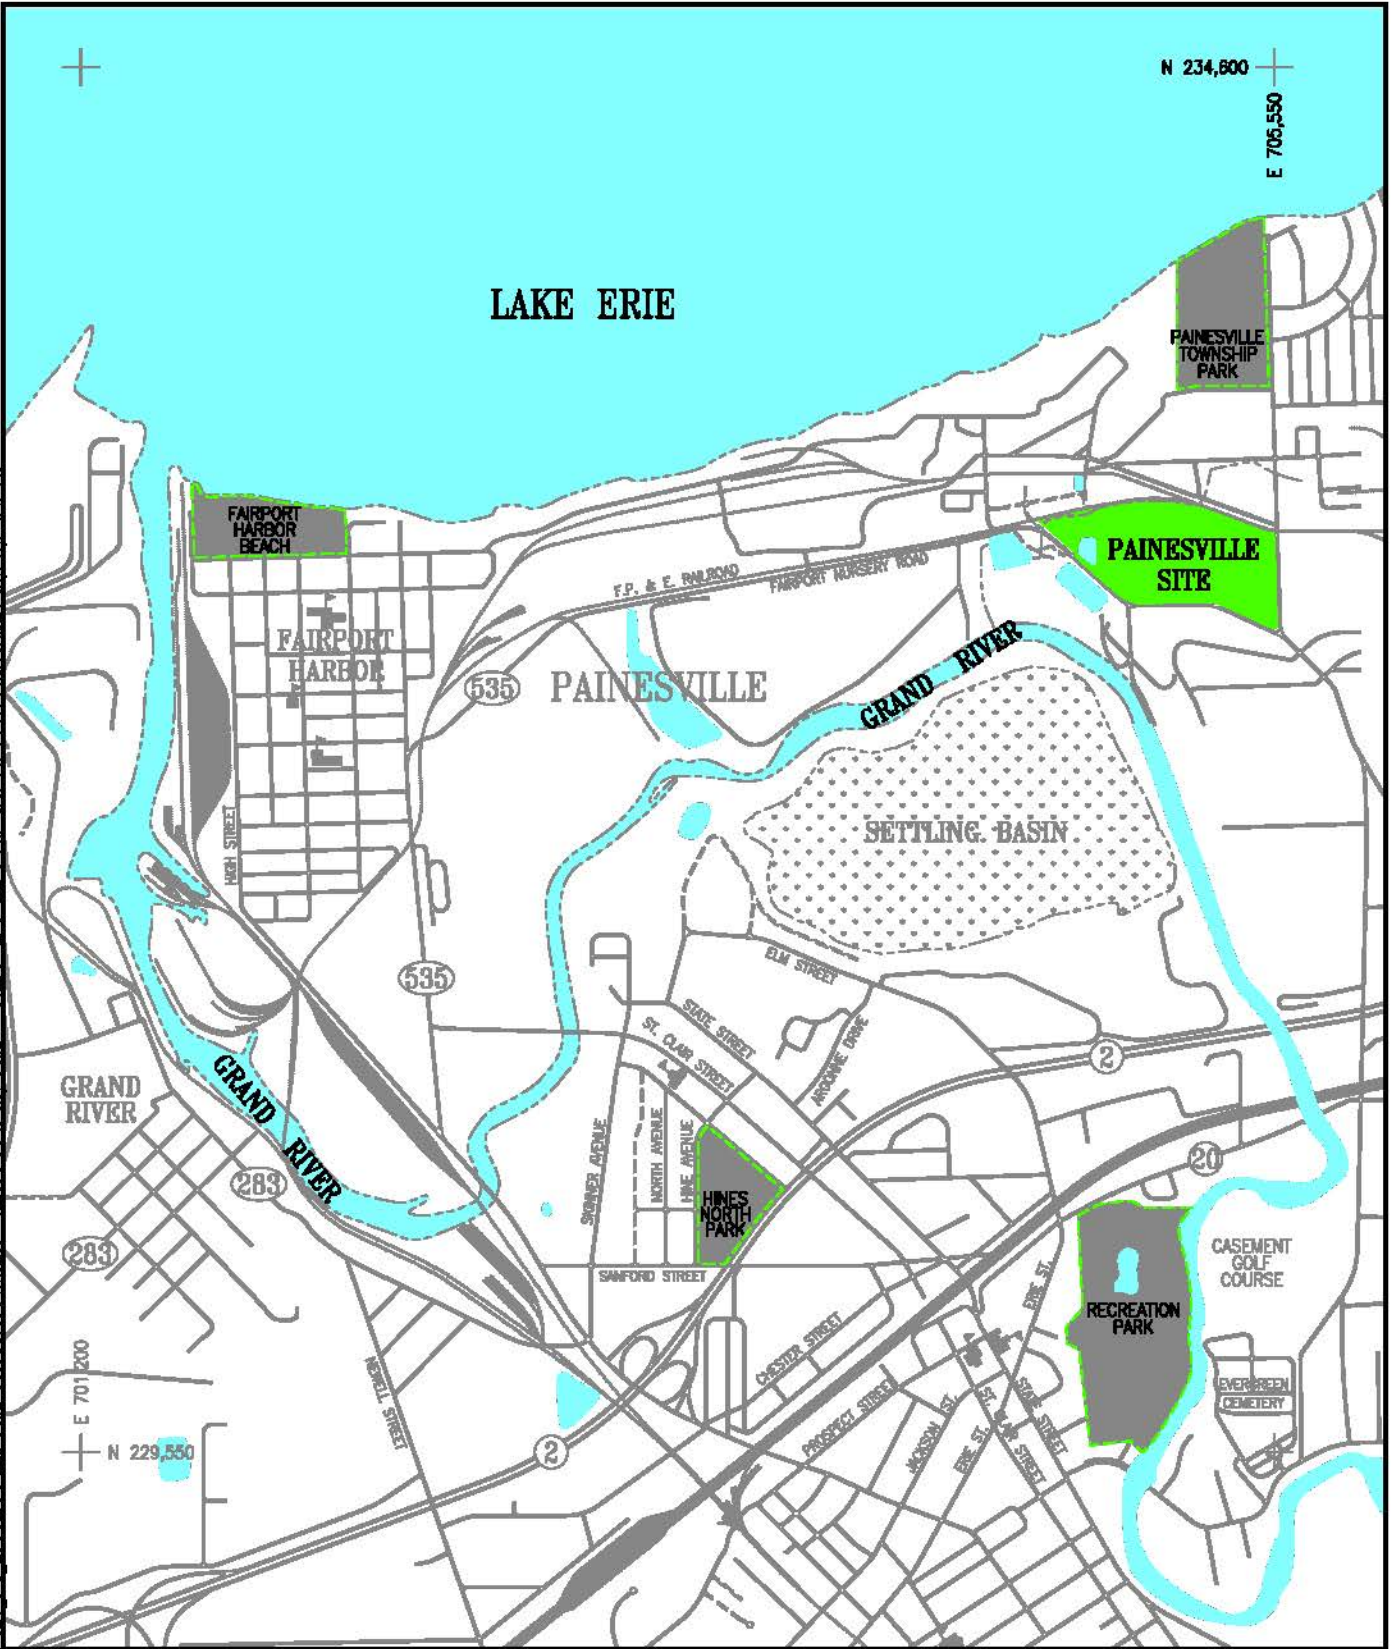 N 234,600
E 705,550
LAKE ERIE
PAINESVILLE
TOWNSHIP
PARK
FAIRPORT
HARBOR
BEACH
PAINESVILLE
SITE
F.P. & E. RAILROAD
FAIRPORT NURSERY ROAD
FAIRPORT
HARBOR
535
PAINESVILLE
GRAND RIVER
SETTLING BASIN
HIGH STREET
535
ELM STREET
STATE STREET
ST. CLAIR STREET
ARGONNE DRIVE
2
GRAND
RIVER
GRAND RIVER
283
SKINNER AVENUE
NORTH AVENUE
HINE AVENUE
HINES
NORTH
PARK
20
283
SANFORD STREET
CASEMENT
GOLF
COURSE
ERIE ST.
RECREATION
PARK
CHESTER STREET
NEWELL STREET
E 701,200
N 229,550
2
PROSPECT STREET
JACKSON ST.
ERIE ST.
ST. CLAIR STREET
STATE STREET
EVERGREEN
CEMETERY